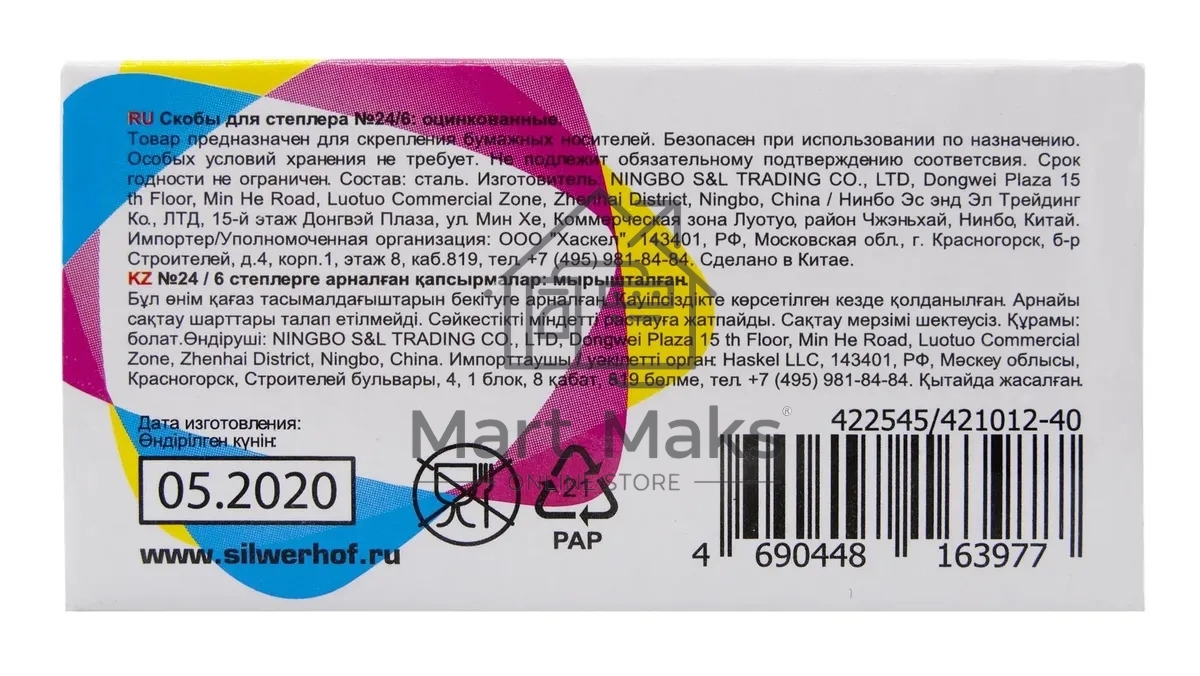 RU Скобы для степлера №24/6: оцинкованные.
Товар предназначен для скрепления бумажных носителей. Безопасен при использовании по назначению.
Особых условий хранения не требует. Не подлежит обязательному подтверждению соответсвия. Срок
годности не ограничен. Состав: сталь. Изготовитель: NINGBO S&L TRADING CO., LTD, Dongwei Plaza 15
th Floor, Min He Road, Luotuo Commercial Zone, Zhenhai District, Ningbo, China / Нинбо Эс энд Эл Трейдинг
Ко., ЛТД, 15-й этаж Донгвэй Плаза, ул. Мин Хе, Коммерческая зона Луотуо, район Чжэньхай, Нинбо, Китай.
Импортер/Уполномоченная организация: ООО "Хаскел", 143401, РФ, Московская обл., г. Красногорск, б-р
Строителей, д.4, корп.1, этаж 8, каб.819, тел. +7 (495) 981-84-84. Сделано в Китае.
KZ №24 / 6 степлерге арналған қапсырмалар: мырышталған.
Бұл өнім қағаз тасымалдағыштарын бекітуге арналған. Қауіпсіздікте көрсетілген кезде қолданылған. Арнайы
сақтау шарттары талап етілмейді. Сәйкестікті міндетті растауға жатпайды. Сақтау мерзімі шектеусіз. Құрамы:
болат.Өндіруші: NINGBO S&L TRADING CO., LTD, Dongwei Plaza 15 th Floor, Min He Road, Luotuo Commercial
Zone, Zhenhai District, Ningbo, China. Импорттаушы / уәкілетті орган: Haskel LLC, 143401, РФ, Мәскеу облысы,
Красногорск, Строителей бульвары, 4, 1 блок, 8 қабат, 819 бөлме, тел. +7 (495) 981-84-84. Қытайда жасалған.
Дата изготовления:
Өндірілген күнін:
05.2020
www.silwerhof.ru
Mart Maks®
ONLINE STORE
21
PAP
422545/421012-40
4 690448 163977